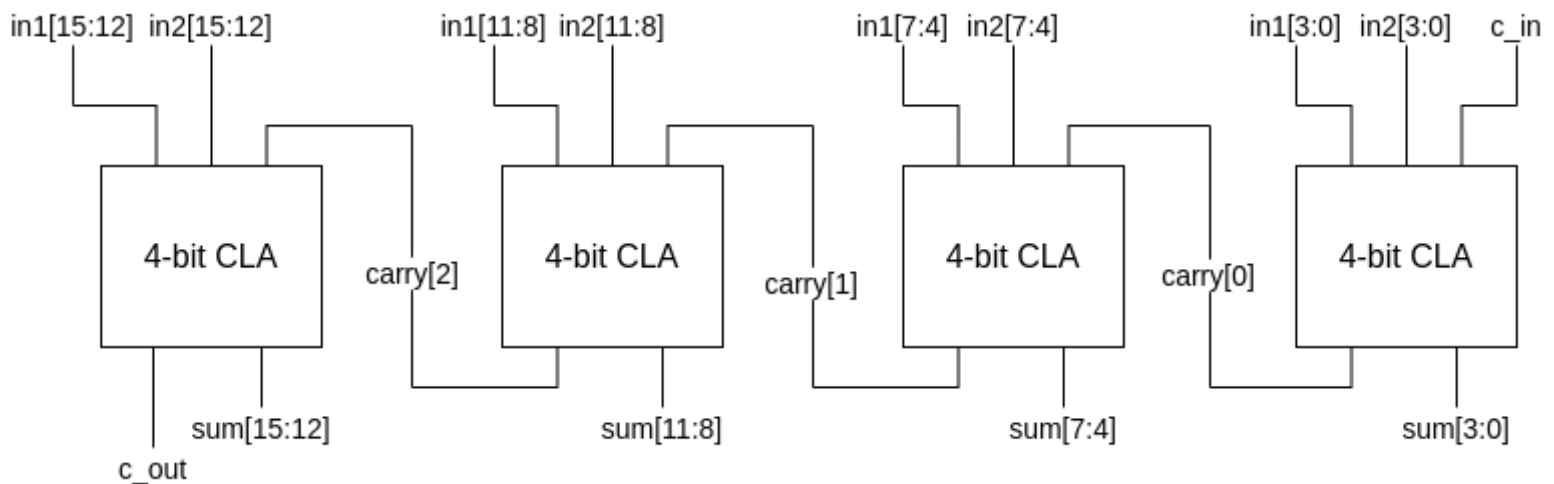 in1[15:12] in2[15:12] in1[11:8] in2[11:8] in1[7:4] in2[7:4] in1[3:0] in2[3:0] c_in
4-bit CLA 4-bit CLA 4-bit CLA 4-bit CLA
carry[2] carry[1] carry[0]
sum[15:12] sum[11:8] sum[7:4] sum[3:0]
c_out